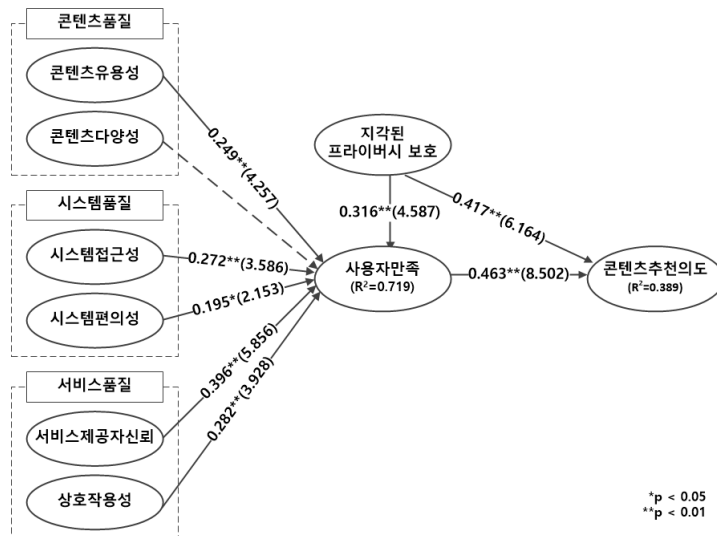 콘텐츠품질
콘텐츠유용성
콘텐츠다양성
시스템품질
시스템접근성
시스템편의성
서비스품질
서비스제공자신뢰
상호작용성
0.249**(4.257)
0.272**(3.586)
0.195*(2.153)
0.396**(5.856)
0.282**(3.928)
지각된
프라이버시 보호
0.316**(4.587)
0.417**(6.164)
사용자만족
(R²=0.719)
0.463**(8.502)
콘텐츠추천의도
(R²=0.389)
*p < 0.05
**p < 0.01